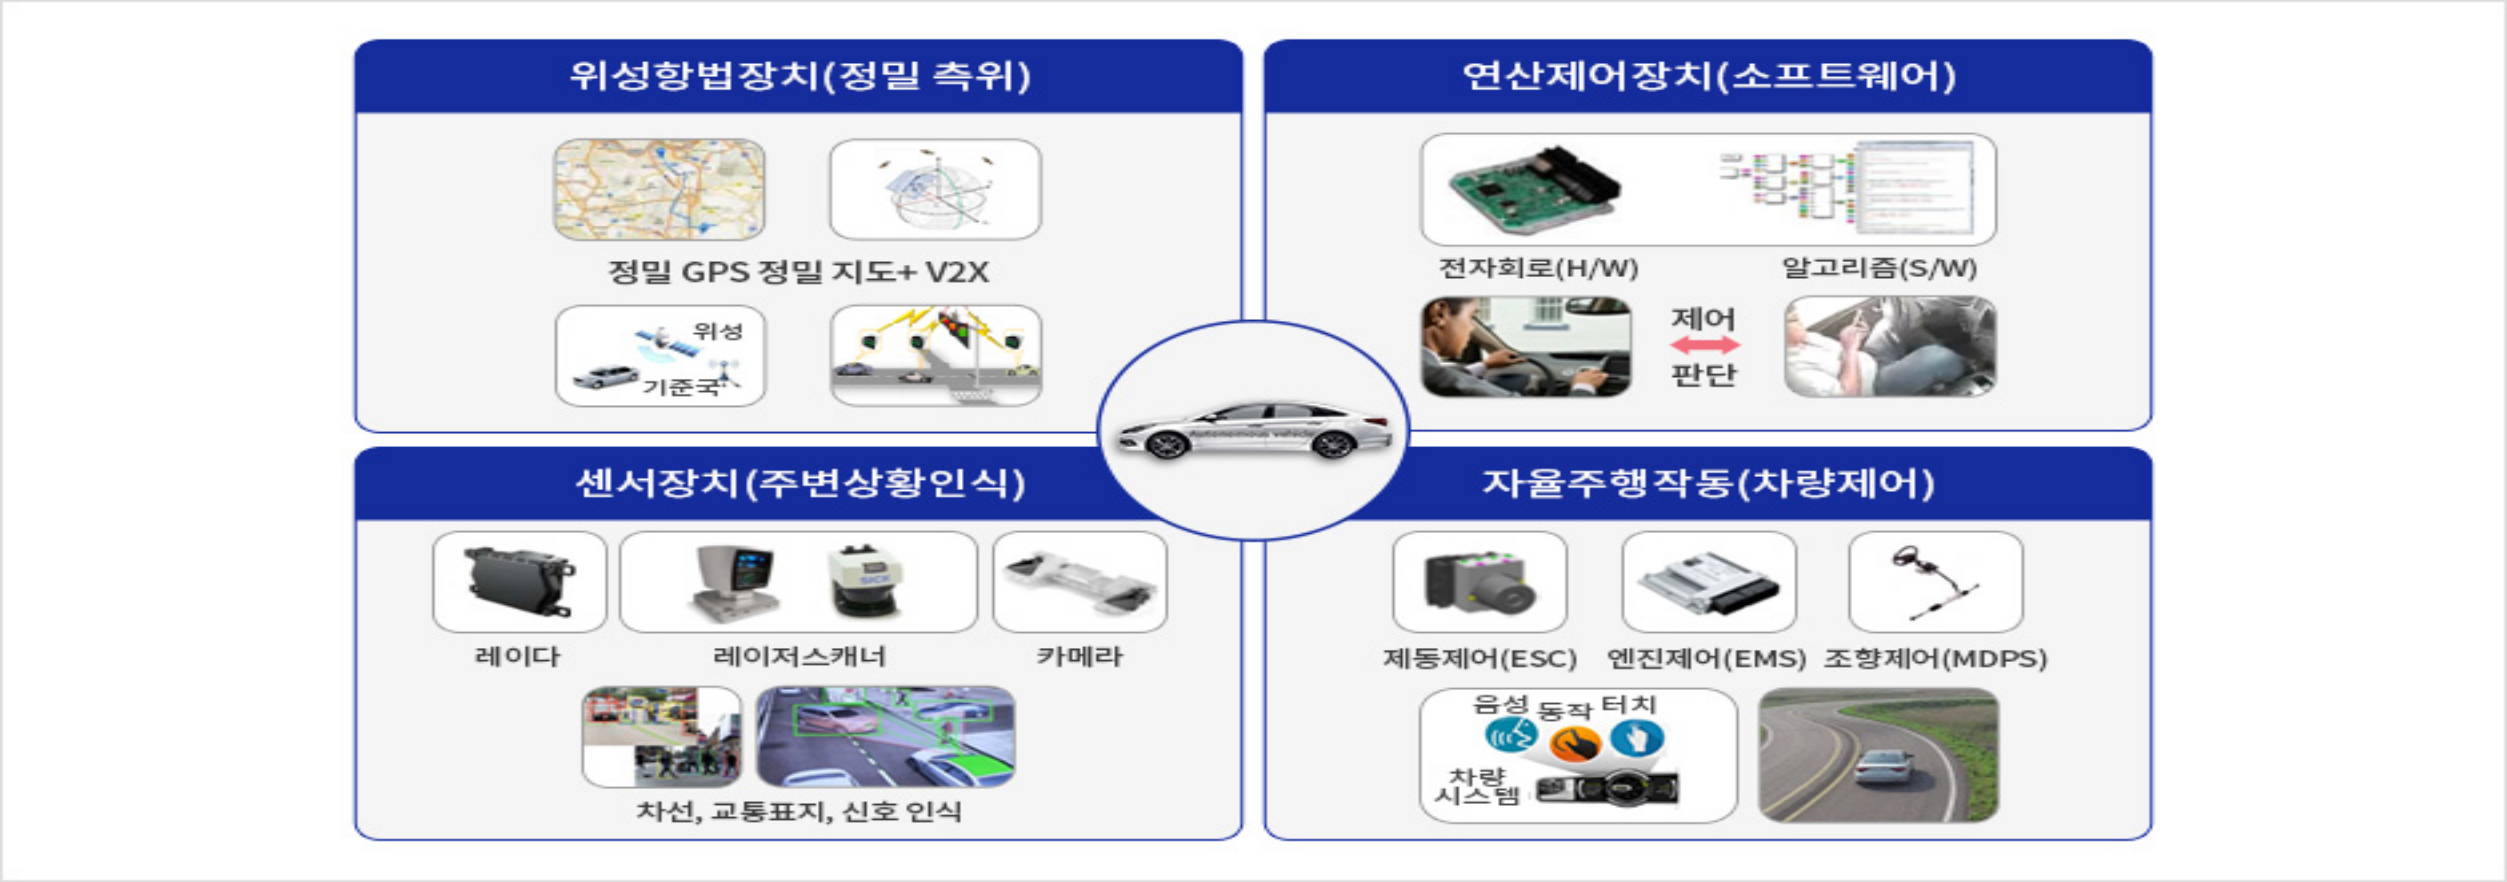 위성항법장치(정밀 측위)
정밀 GPS 정밀 지도+ V2X
위성
기준국
연산제어장치(소프트웨어)
전자회로(H/W)
알고리즘(S/W)
제어
판단
Autonomous vehicle
센서장치(주변상황인식)
SICK
레이다
레이저스캐너
카메라
차선, 교통표지, 신호 인식
자율주행작동(차량제어)
제동제어(ESC)
엔진제어(EMS)
조향제어(MDPS)
음성
동작
터치
차량
시스템